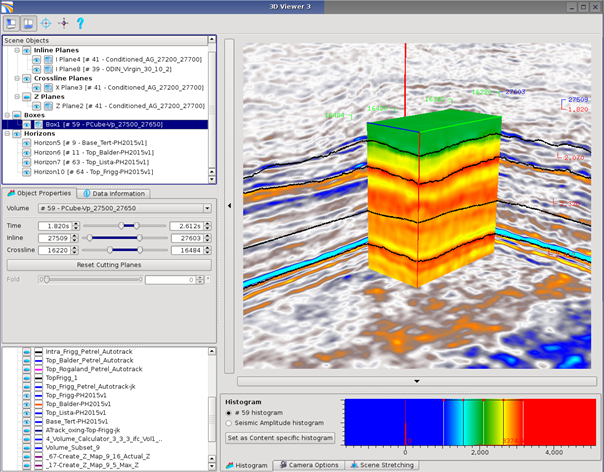 3D Viewer 3
Scene Objects
Inline Planes
I Plane4 [# 41 - Conditioned_AG_27200_27700]
I Plane8 [# 39 - ODIN_Virgin_30_10_2]
Crossline Planes
X Plane3 [# 41 - Conditioned_AG_27200_27700]
Z Planes
Z Plane2 [# 41 - Conditioned_AG_27200_27700]
Boxes
Box1 [# 59 - PCube-Vp_27500_27650]
Horizons
Horizon5 [# 9 - Base_Tert-PH2015v1]
Horizon6 [# 11 - Top_Balder-PH2015v1]
Horizon7 [# 63 - Top_Lista-PH2015v1]
Horizon10 [# 64 - Top_Frigg-PH2015v1]
Object Properties
Data Information
Volume
# 59 - PCube-Vp_27500_27650
Time 1.820s 2.612s
Inline 27509 27603
Crossline 16220 16484
Reset Cutting Planes
Fold 0 0 0
Intra_Frigg_Petrel_Autotrack
Top_Balder_Petrel_Autotrack
Top_Rogaland_Petrel_Autotrack
TopFrigg_1
Top_Frigg_Petrel_Autotrack-jk
Top_Frigg-PH2015v1
Top_Balder-PH2015v1
Top_Lista-PH2015v1
Base_Tert-PH2015v1
ATrack_oxing-Top-Frigg-jk
4_Volume_Calculator_3_3_3_ifc_Vol1_..
Volume_Subset_9
_67-Create_Z_Map_9_16_Actual_Z
_17-Create_Z_Map_9_5_Max_Z
27603
27509
1.820
16484
Histogram
# 59 histogram
Seismic Amplitude histogram
Set as Content specific histogram
0
2,000
4,000
Histogram
Camera Options
Scene Stretching